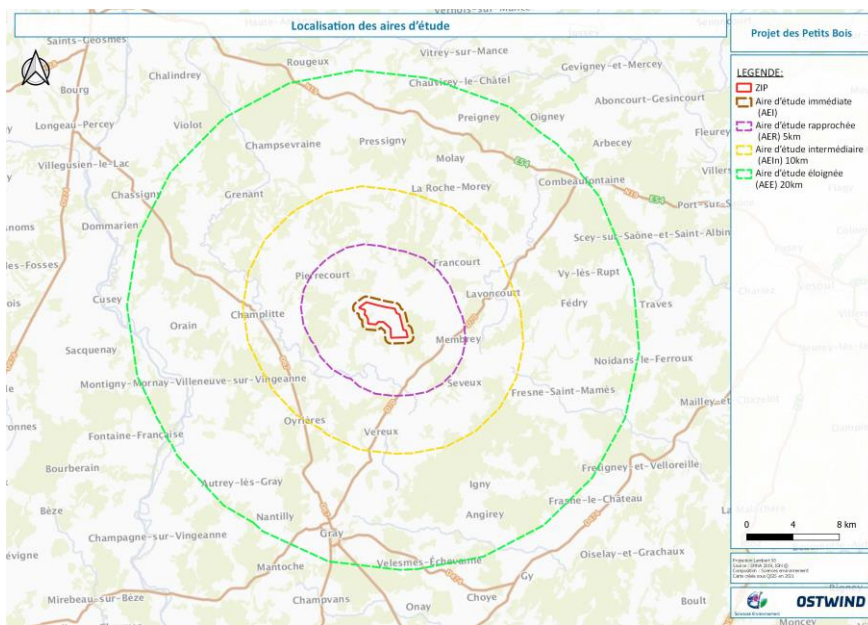 Localisation des aires d'étude
Projet des Petits Bois
LEGENDE:
ZIP
Aire d'étude immédiate
(AEI)
Aire d'étude rapprochée
(AER) 5km
Aire d'étude intermédiaire
(AEIn) 10km
Aire d'étude éloignée
(AEE) 20km
Saints-Geosmes
Rougeux
Vitrey-sur-Mance
Gevigney-et-Mercey
Chalindrey
Chauvirey-le-Châtel
Bourg
Aboncourt-Gesincourt
Preigney
Oigney
Longeau-Percey
Violot
Fleurey
Champsevraine
Pressigny
Arbecey
Molay
E54
Villegusien-le-Lac
Combeaufontaine
Chassigny
Grenant
La Roche-Morey
E54
Dommarien
Scey-sur-Saône-et-Saint-Albin
Francourt
Pierrecourt
Vy-lès-Rupt
Lavoncourt
Cusey
Champlitte
Fédry
Traves
Orain
Membrey
Sacquenay
Noidans-le-Ferroux
Montigny-Mornay-Villeneuve-sur-Vingeanne
Seveux
Fresne-Saint-Mamès
Oyrières
Vereux
Fontaine-Française
Bourberain
Fretigney-et-Velloreille
Autrey-lès-Gray
Igny
Bèze
Frasne-le-Château
Nantilly
Angirey
Champagne-sur-Vingeanne
Gray
0 4 8 km
Oiselay-et-Grachaux
Mantoche
Velesmes-Échevanne
Gy
Mirebeau-sur-Bèze
Champvans
Choye
Boult
Onay
Sciences Environnement
OSTWIND